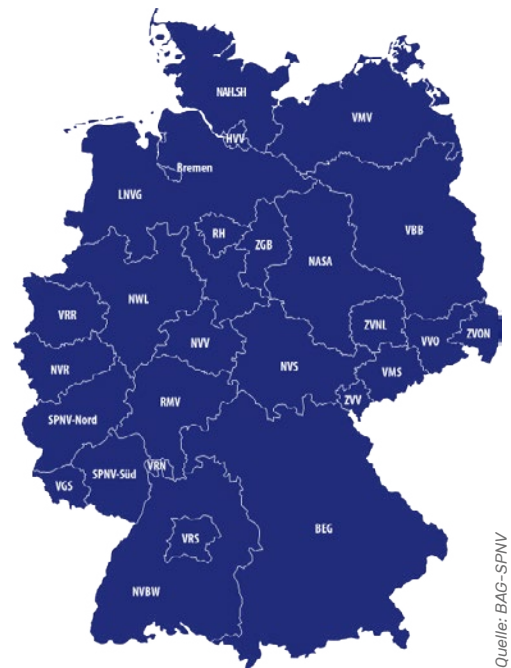 NAH.SH
VMV
HVV
Bremen
LNVG
VBB
RH
ZGB
NASA
NWL
VRR
ZVNL
NVV
VVO
ZVON
NVR
NVS
VMS
RMV
ZVV
SPNV-Nord
VRN
SPNV-Süd
VGS
BEG
VRS
NVBW
Quelle: BAG-SPNV